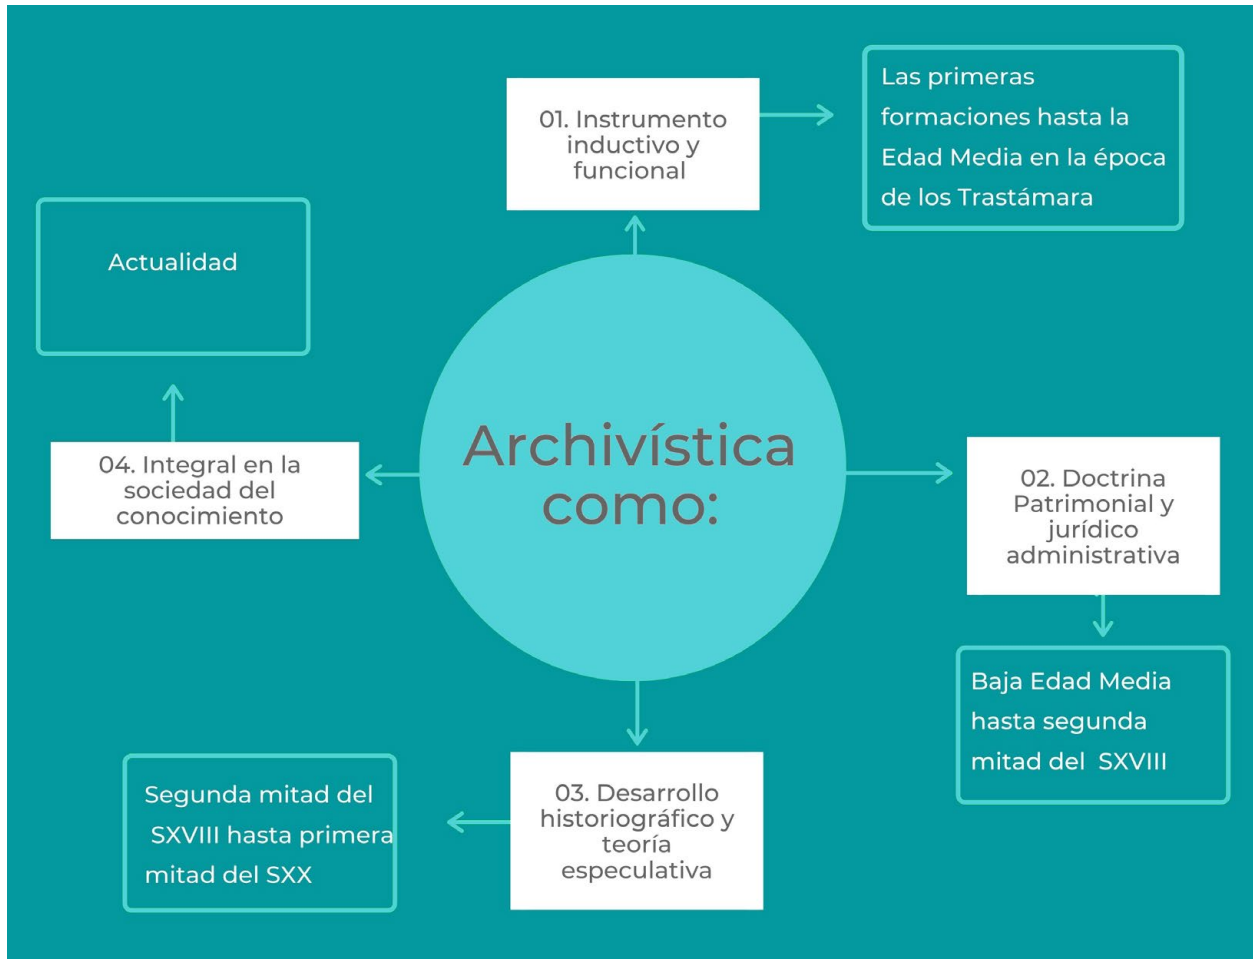 Archivística
como:
01. Instrumento
inductivo y
funcional
Las primeras
formaciones hasta la
Edad Media en la época
de los Trastámara
02. Doctrina
Patrimonial y
jurídico
administrativa
Baja Edad Media
hasta segunda
mitad del SXVIII
03. Desarrollo
historiográfico y
teoría
especulativa
Segunda mitad del
SXVIII hasta primera
mitad del SXX
04. Integral en la
sociedad del
conocimiento
Actualidad